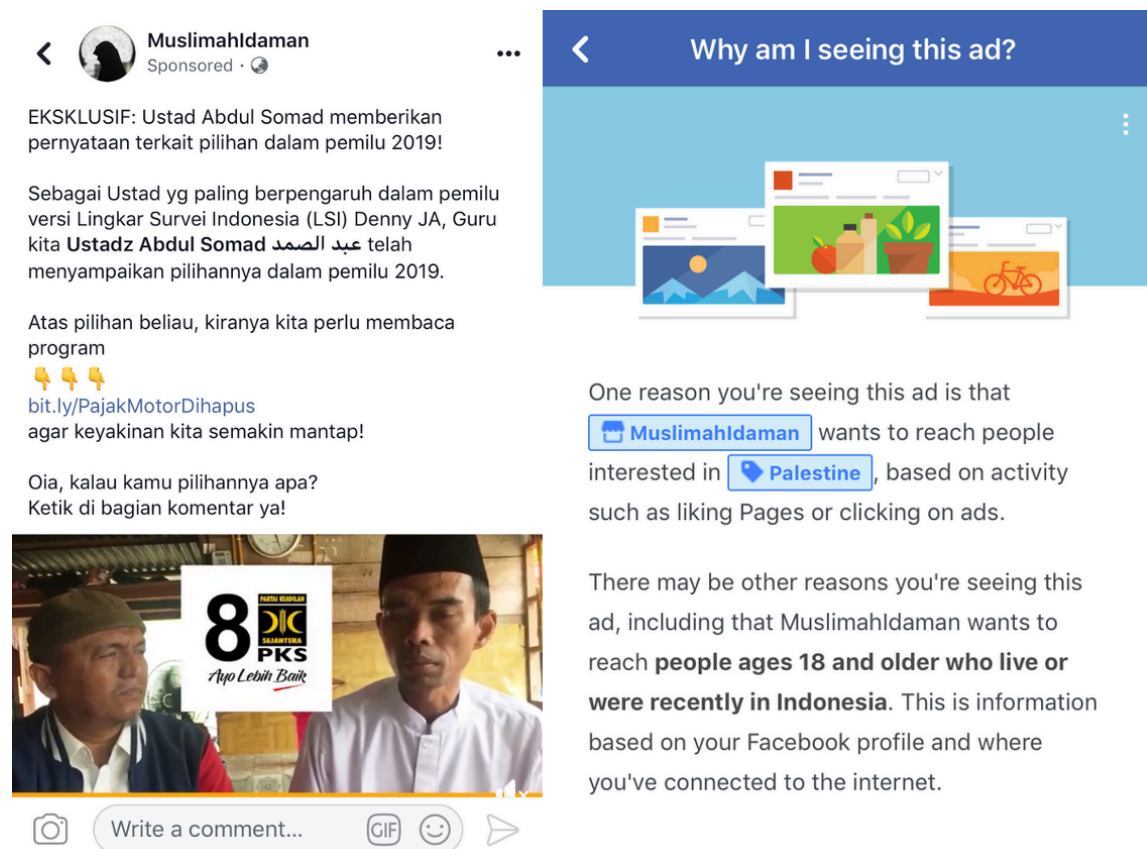 MuslimahIdaman
Sponsored ·
EKSKLUSIF: Ustad Abdul Somad memberikan
pernyataan terkait pilihan dalam pemilu 2019!
Sebagai Ustad yg paling berpengaruh dalam pemilu
versi Lingkar Survei Indonesia (LSI) Denny JA, Guru
kita Ustadz Abdul Somad عبد الصمد telah
menyampaikan pilihannya dalam pemilu 2019.
Atas pilihan beliau, kiranya kita perlu membaca
program
👇👇👇
bit.ly/PajakMotorDihapus
agar keyakinan kita semakin mantap!
Oia, kalau kamu pilihannya apa?
Ketik di bagian komentar ya!
8
PARTAI KEADILAN
SEJAHTERA
PKS
Ayo Lebih Baik
Write a comment...
GIF
Why am I seeing this ad?
One reason you're seeing this ad is that
MuslimahIdaman wants to reach people
interested in Palestine, based on activity
such as liking Pages or clicking on ads.
There may be other reasons you're seeing this
ad, including that MuslimahIdaman wants to
reach people ages 18 and older who live or
were recently in Indonesia. This is information
based on your Facebook profile and where
you've connected to the internet.